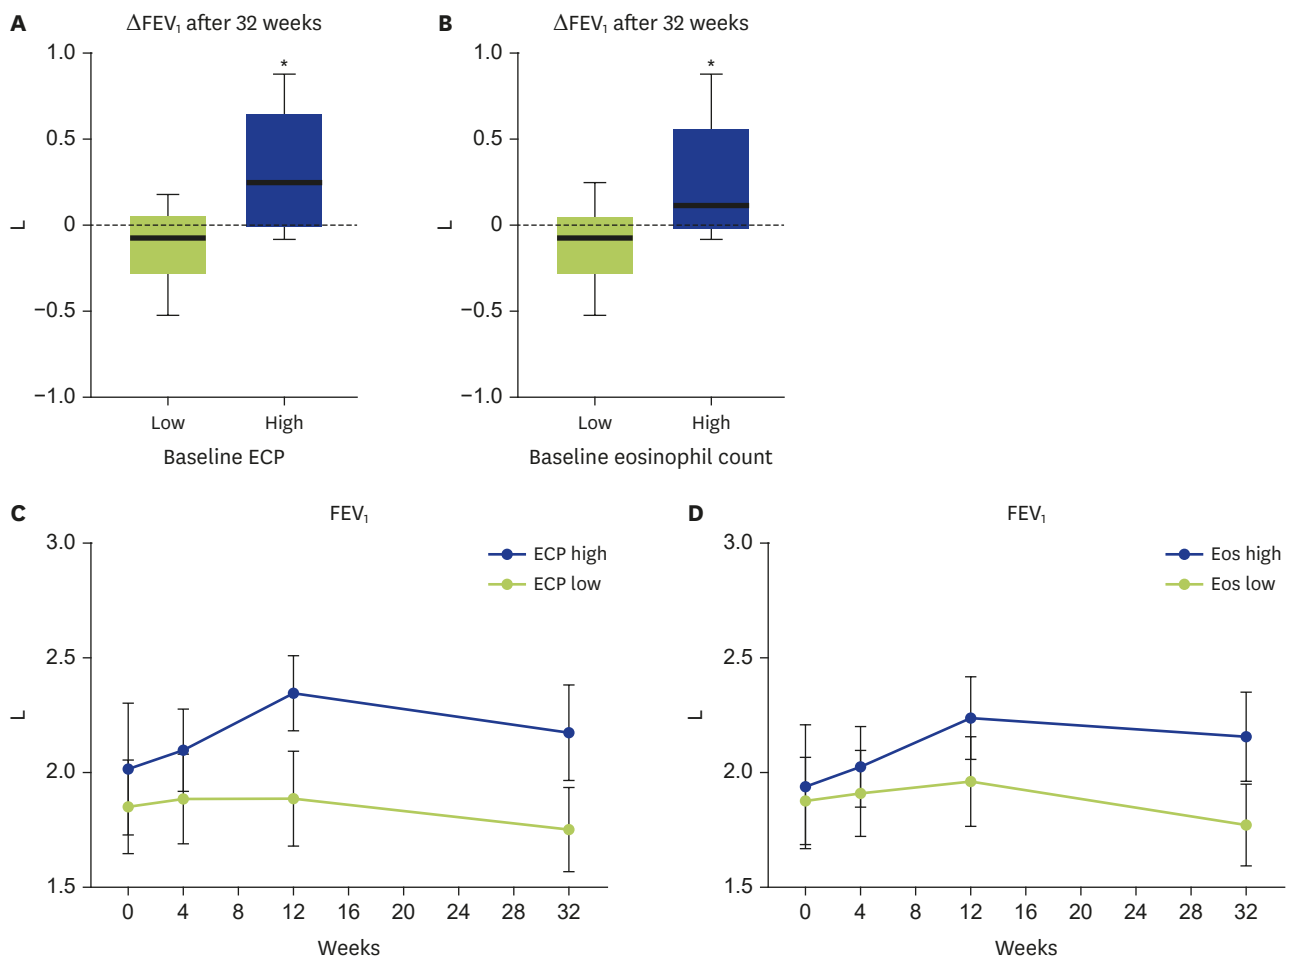 A
ΔFEV₁ after 32 weeks
1.0
0.5
0
−0.5
−1.0
L
*
Low
High
Baseline ECP
B
ΔFEV₁ after 32 weeks
1.0
0.5
0
−0.5
−1.0
L
*
Low
High
Baseline eosinophil count
C
FEV₁
3.0
2.5
2.0
1.5
L
ECP high
ECP low
0 4 8 12 16 20 24 28 32
Weeks
D
FEV₁
3.0
2.5
2.0
1.5
L
Eos high
Eos low
0 4 8 12 16 20 24 28 32
Weeks